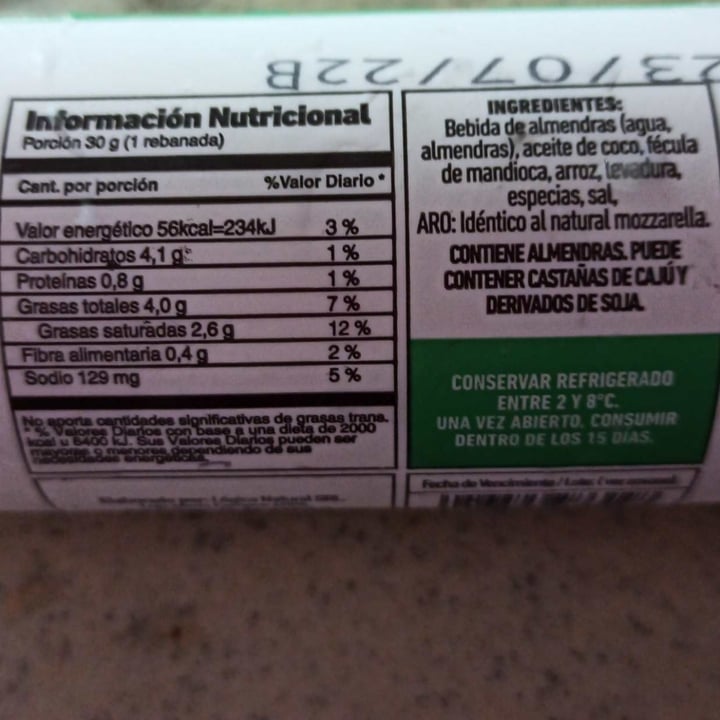 23/07/22B
Información Nutricional
Porción 30 g (1 rebanada)
Cant. por porción %Valor Diario *
Valor energético 56kcal=234kJ 3 %
Carbohidratos 4,1 g 1 %
Proteínas 0,8 g 1 %
Grasas totales 4,0 g 7 %
Grasas saturadas 2,6 g 12 %
Fibra alimentaria 0,4 g 2 %
Sodio 129 mg 5 %
No aporta cantidades significativas de grasas trans.
* % Valores Diarios con base a una dieta de 2000
kcal u 8400 kJ. Sus Valores Diarios pueden ser
mayores o menores dependiendo de sus
necesidades energéticas.
INGREDIENTES:
Bebida de almendras (agua,
almendras), aceite de coco, fécula
de mandioca, arroz, levadura,
especias, sal,
ARO: Idéntico al natural mozzarella.
CONTIENE ALMENDRAS. PUEDE
CONTENER CASTAÑAS DE CAJÚ Y
DERIVADOS DE SOJA.
CONSERVAR REFRIGERADO
ENTRE 2 Y 8°C.
UNA VEZ ABIERTO, CONSUMIR
DENTRO DE LOS 15 DÍAS.
Fecha de Vencimiento / Lote: